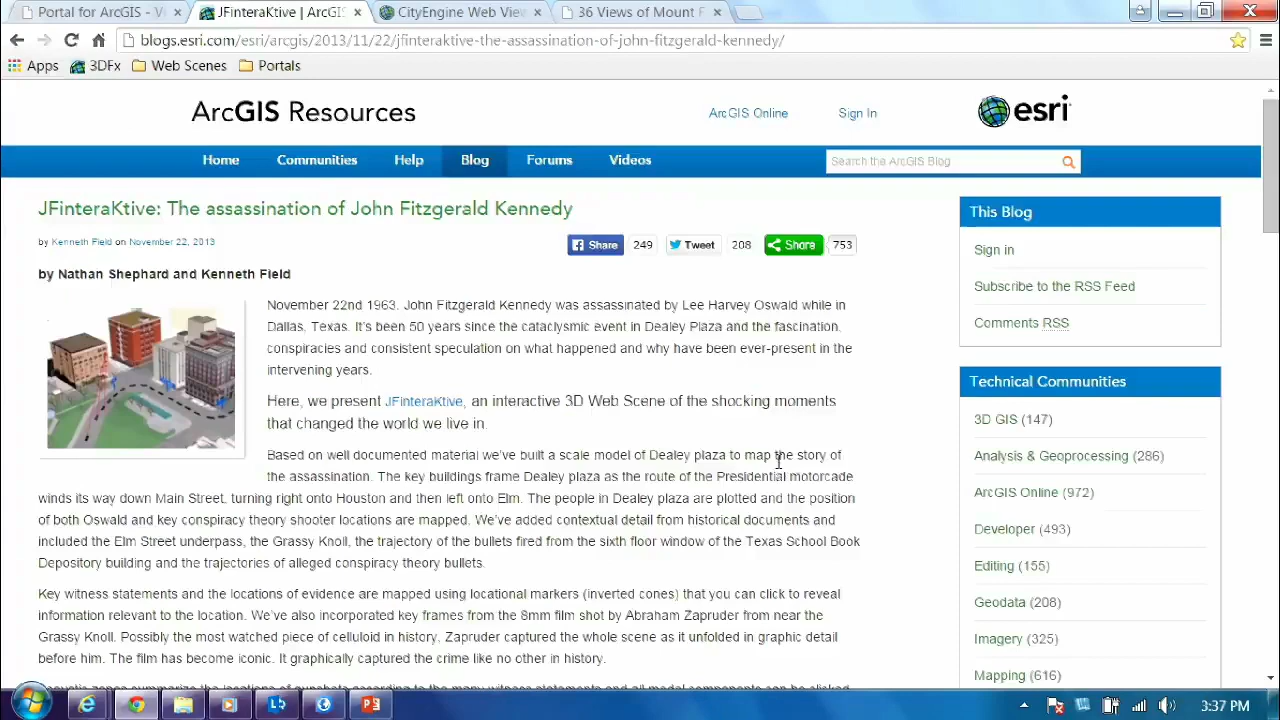 Portal for ArcGIS - V
JFinteraKtive | ArcGIS
CityEngine Web View
36 Views of Mount F
blogs.esri.com/esri/arcgis/2013/11/22/jfinteraktive-the-assassination-of-john-fitzgerald-kennedy/
Apps 3DFx Web Scenes Portals
ArcGIS Resources
ArcGIS Online Sign In
esri
Home Communities Help Blog Forums Videos
Search the ArcGIS Blog
JFinteraKtive: The assassination of John Fitzgerald Kennedy
by Kenneth Field on November 22, 2013
Share 249 Tweet 208 Share 753
by Nathan Shephard and Kenneth Field
November 22nd 1963. John Fitzgerald Kennedy was assassinated by Lee Harvey Oswald while in
Dallas, Texas. It's been 50 years since the cataclysmic event in Dealey Plaza and the fascination,
conspiracies and consistent speculation on what happened and why have been ever-present in the
intervening years.
Here, we present JFinteraKtive, an interactive 3D Web Scene of the shocking moments
that changed the world we live in.
Based on well documented material we've built a scale model of Dealey plaza to map the story of
the assassination. The key buildings frame Dealey plaza as the route of the Presidential motorcade
winds its way down Main Street, turning right onto Houston and then left onto Elm. The people in Dealey plaza are plotted and the position
of both Oswald and key conspiracy theory shooter locations are mapped. We've added contextual detail from historical documents and
included the Elm Street underpass, the Grassy Knoll, the trajectory of the bullets fired from the sixth floor window of the Texas School Book
Depository building and the trajectories of alleged conspiracy theory bullets.
Key witness statements and the locations of evidence are mapped using locational markers (inverted cones) that you can click to reveal
information relevant to the location. We've also incorporated key frames from the 8mm film shot by Abraham Zapruder from near the
Grassy Knoll. Possibly the most watched piece of celluloid in history, Zapruder captured the whole scene as it unfolded in graphic detail
before him. The film has become iconic. It graphically captured the crime like no other in history.
This Blog
Sign in
Subscribe to the RSS Feed
Comments RSS
Technical Communities
3D GIS (147)
Analysis & Geoprocessing (286)
ArcGIS Online (972)
Developer (493)
Editing (155)
Geodata (208)
Imagery (325)
Mapping (616)
3:37 PM